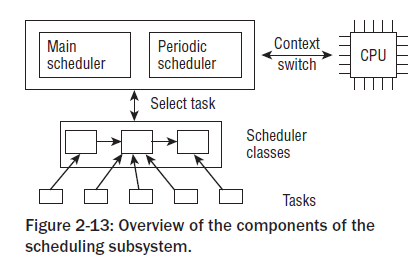 Main
scheduler
Periodic
scheduler
Context
switch
CPU
Select task
Scheduler
classes
Tasks
Figure 2-13: Overview of the components of the
scheduling subsystem.